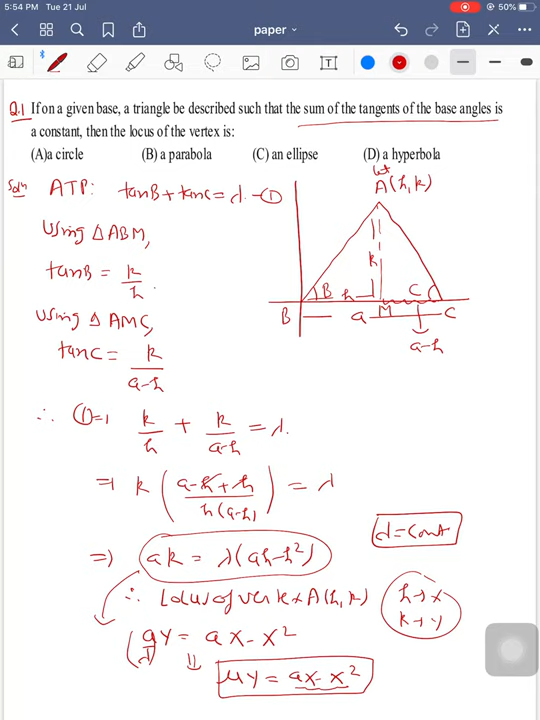 5:54 PM Tue 21 Jul
50%
paper
T
Q.1 If on a given base, a triangle be described such that the sum of the tangents of the base angles is
a constant, then the locus of the vertex is:
(A)a circle (B) a parabola (C) an ellipse (D) a hyperbola
Soln ATP: tanB + tanC = λ -①
let
A(h,k)
Using ΔABM,
tanB = k/h
Using ΔAMC,
tanC = k/(a-h)
B h C
k
B a M C
a-h
∴ ①⇒ k/h + k/(a-h) = λ
⇒ k ( (a-h+h)/(h(a-h)) ) = λ
λ = Const
⇒ ak = λ(ah-h²)
∴ Locus of vertex A(h,k)
h→x
k→y
(a/λ)y = ax-x²
⇓
μy = ax-x²